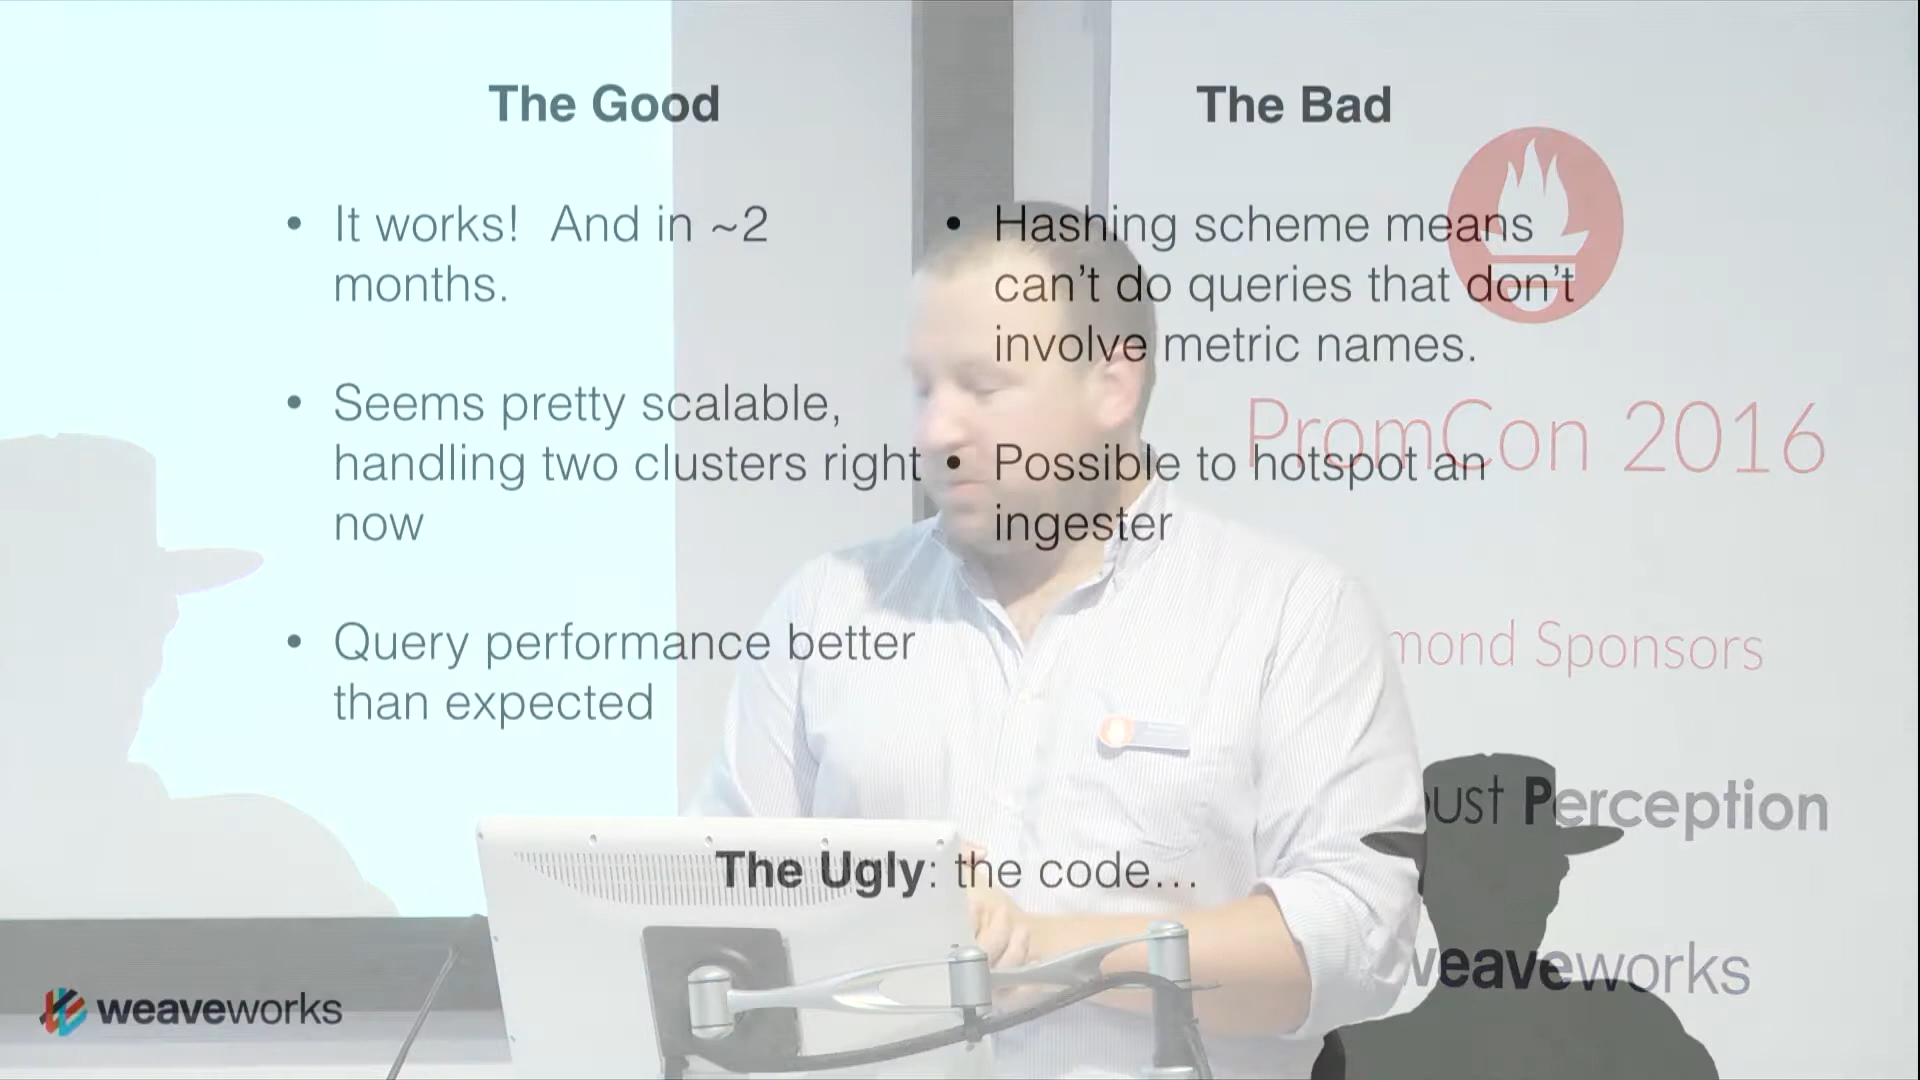 The Good
• It works!  And in ~2
months.
• Seems pretty scalable,
handling two clusters right
now
• Query performance better
than expected
The Bad
• Hashing scheme means
can’t do queries that don’t
involve metric names.
• Possible to hotspot an
ingester
The Ugly: the code…
weaveworks
PromCon 2016
mond Sponsors
ust Perception
weaveworks